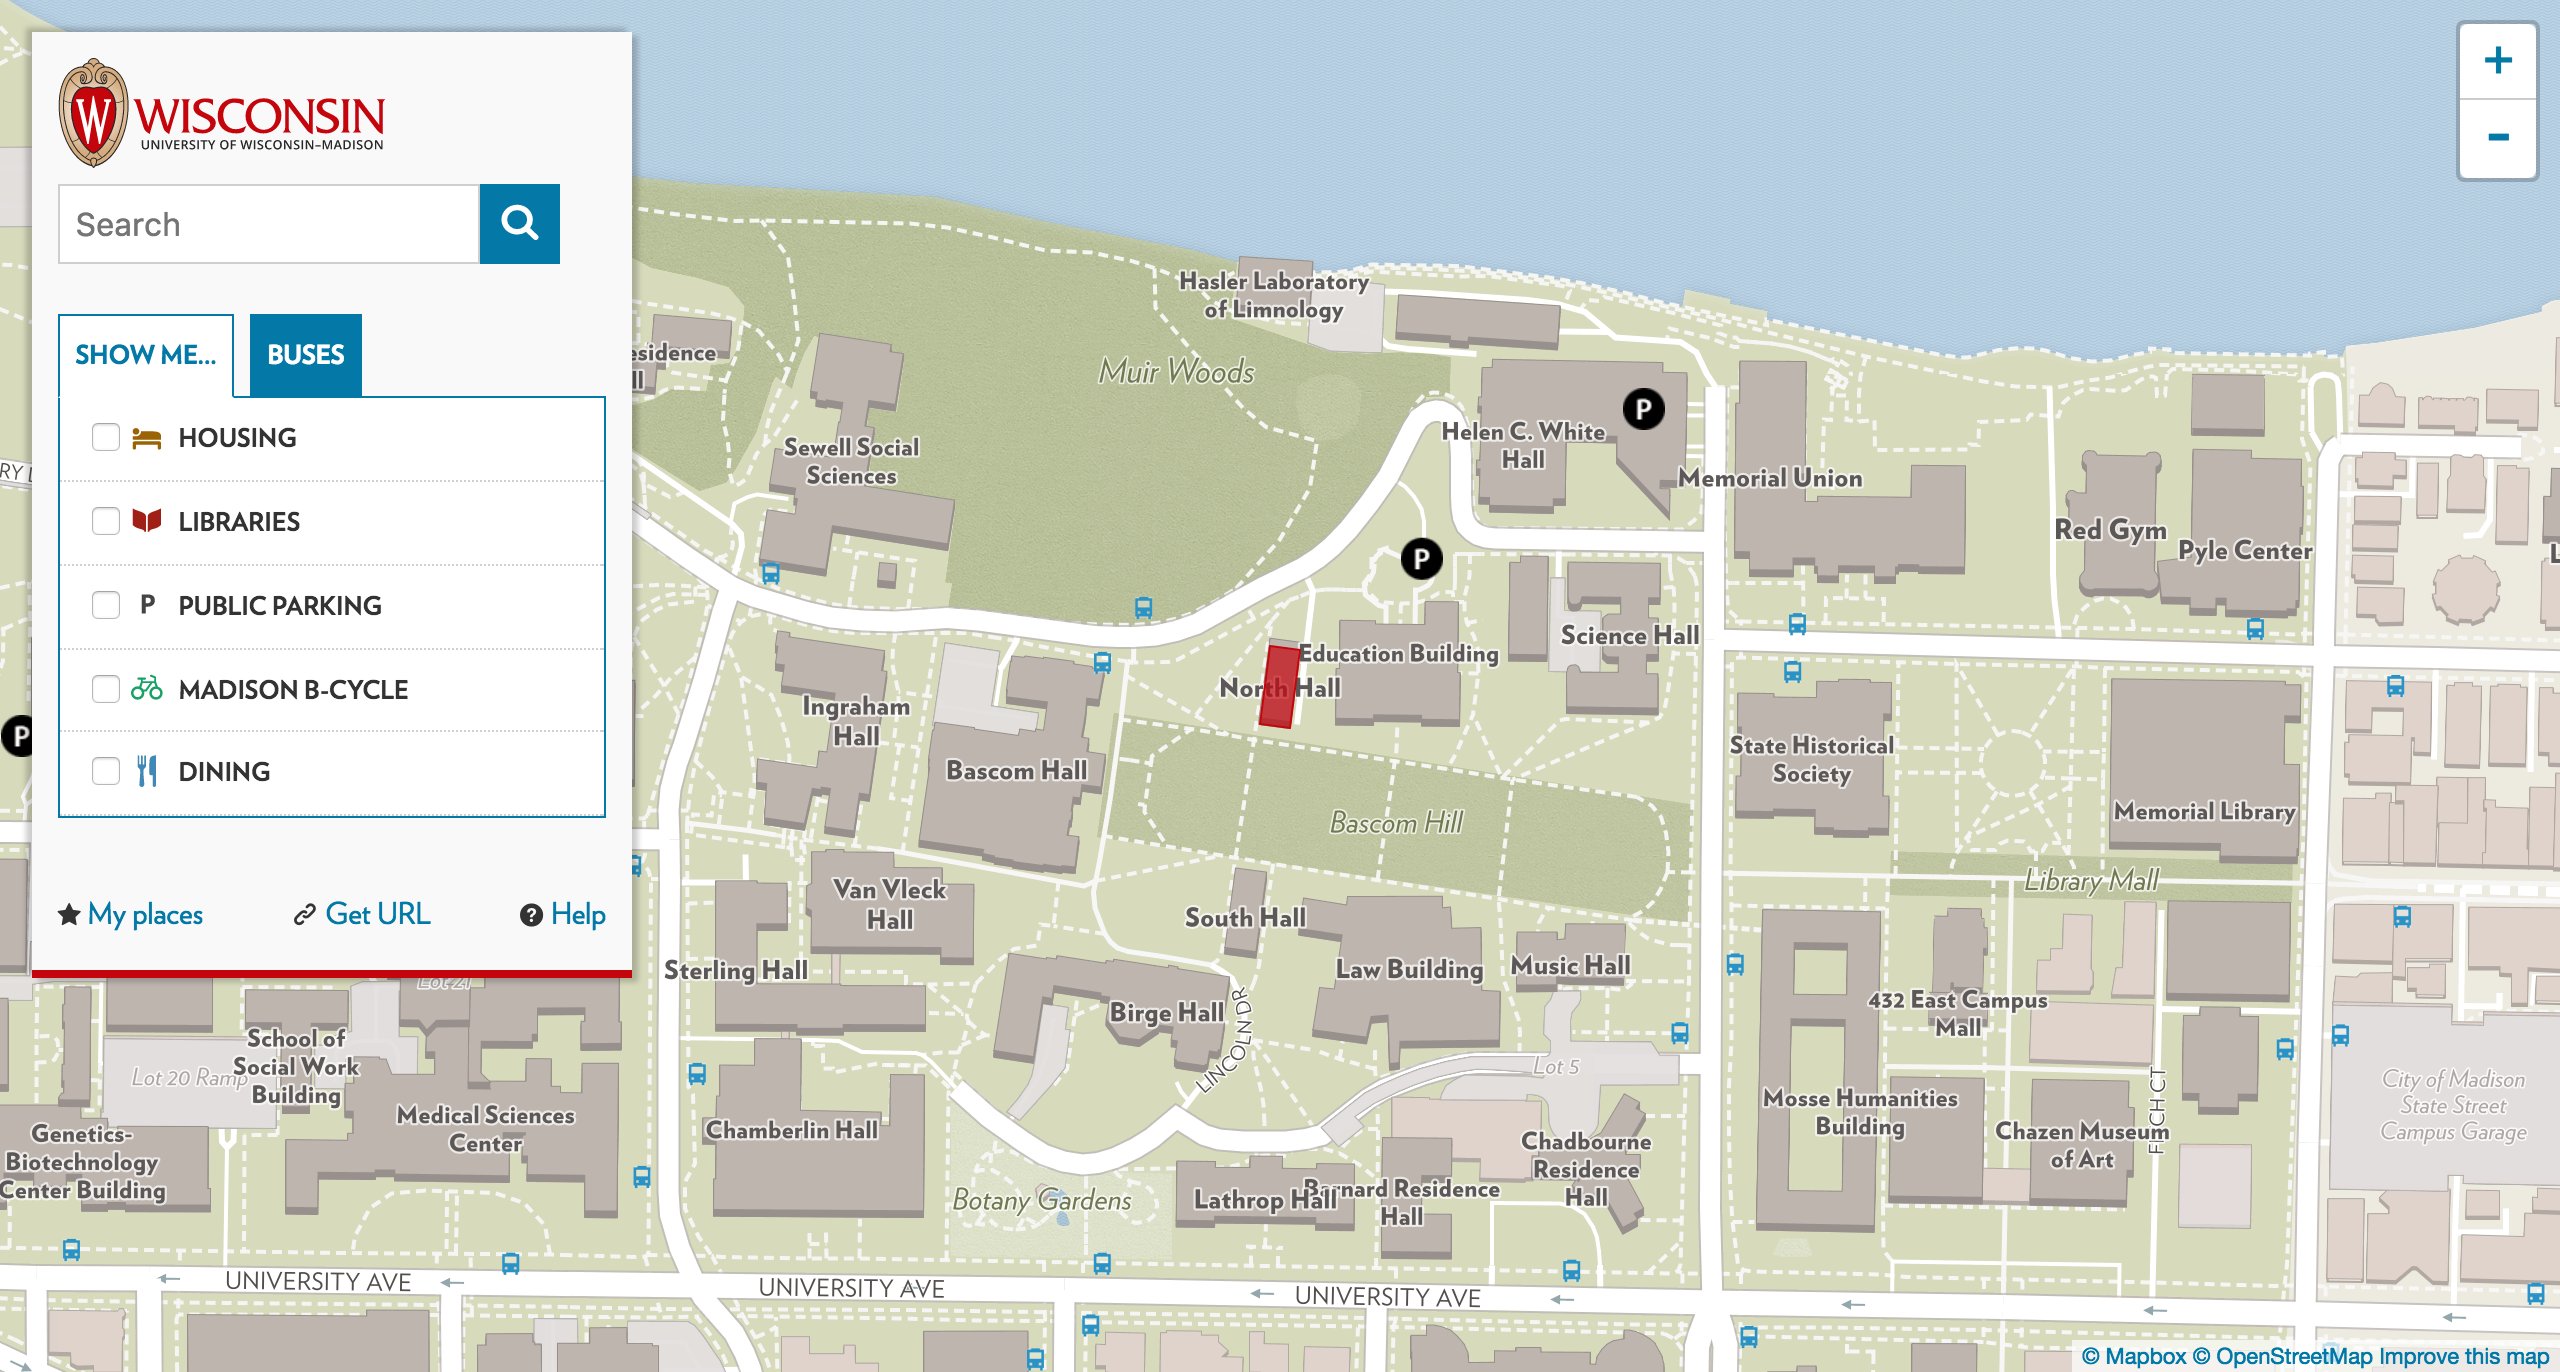 WISCONSIN
UNIVERSITY OF WISCONSIN–MADISON
Search
SHOW ME...
BUSES
HOUSING
LIBRARIES
P PUBLIC PARKING
MADISON B-CYCLE
DINING
My places
Get URL
Help
Hasler Laboratory
of Limnology
Muir Woods
Sewell Social
Sciences
Helen C. White
Hall
P
Memorial Union
Red Gym
Pyle Center
P
Science Hall
Education Building
North Hall
Ingraham
Hall
Bascom Hall
P
State Historical
Society
Memorial Library
Bascom Hill
Library Mall
Van Vleck
Hall
South Hall
Sterling Hall
Law Building
Music Hall
Birge Hall
LINCOLN DR
432 East Campus
Mall
Lot 21
School of
Social Work
Building
Lot 20 Ramp
Lot 5
Medical Sciences
Center
Genetics-
Biotechnology
Center Building
Chamberlin Hall
Mosse Humanities
Building
Chazen Museum
of Art
City of Madison
State Street
Campus Garage
Chadbourne
Residence
Hall
Botany Gardens
Lathrop Hall
Barnard Residence
Hall
UNIVERSITY AVE
UNIVERSITY AVE
UNIVERSITY AVE
© Mapbox © OpenStreetMap Improve this map